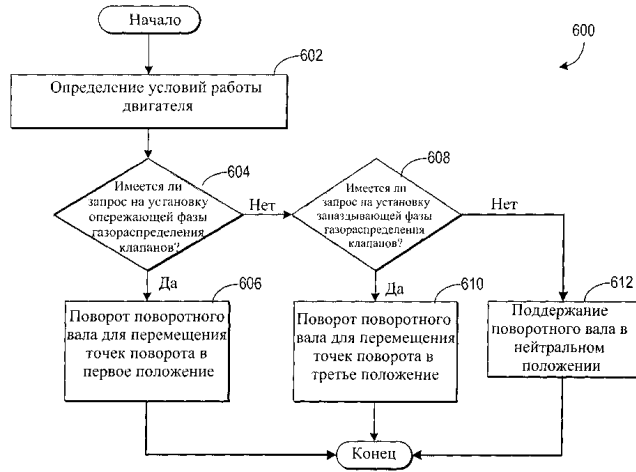 Начало
600
602
Определение условий работы
двигателя
604
Имеется ли
запрос на установку
опережающей фазы
газораспределения
клапанов?
Нет
608
Имеется ли
запрос на установку
запаздывающей фазы
газораспределения
клапанов?
Нет
Да
606
Поворот поворотного
вала для перемещения
точек поворота в
первое положение
Да
610
Поворот поворотного
вала для перемещения
точек поворота в
третье положение
612
Поддержание
поворотного вала в
нейтральном
положении
Конец